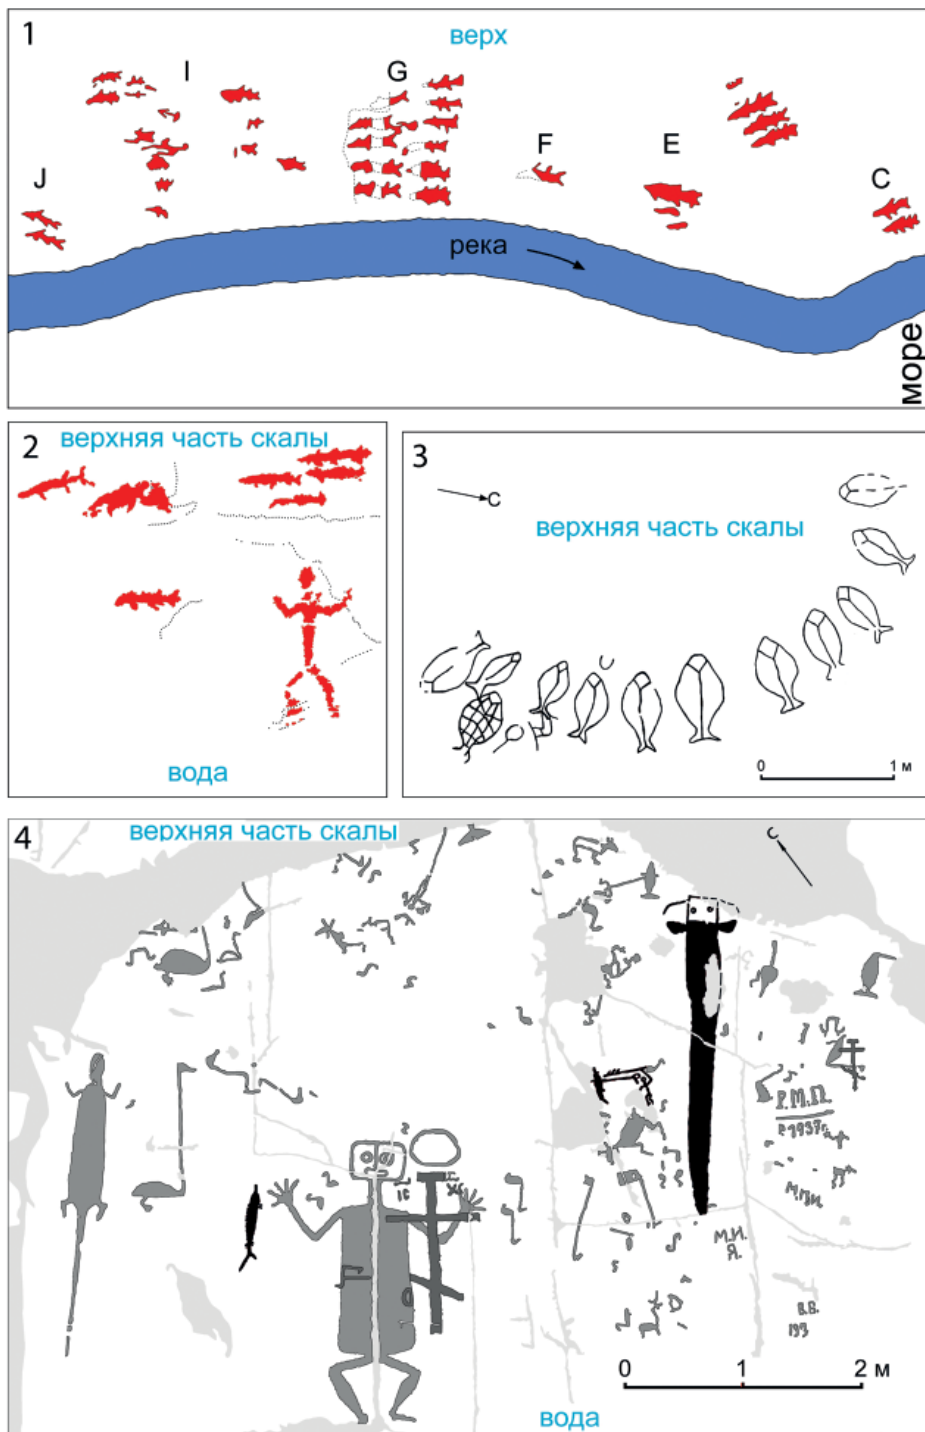 1
верх
I
G
F
E
J
C
река
море
2
верхняя часть скалы
вода
3
С
верхняя часть скалы
0 1 м
4
верхняя часть скалы
С
Р.М.П.
1937г.
М.И.
Я.
В.В.
193
0 1 2 м
вода